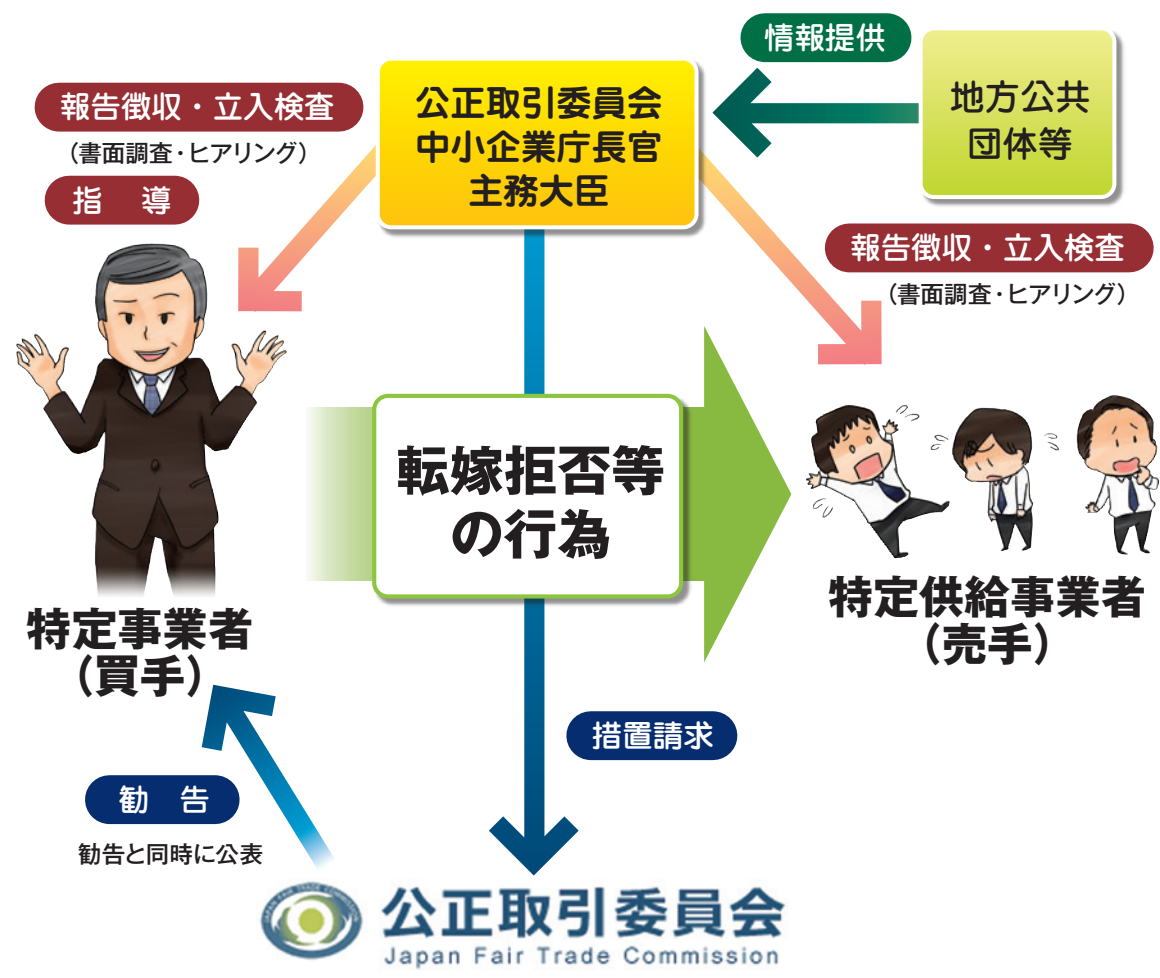 情報提供
地方公共
団体等
公正取引委員会
中小企業庁長官
主務大臣
報告徴収・立入検査
（書面調査・ヒアリング）
指　導
報告徴収・立入検査
（書面調査・ヒアリング）
転嫁拒否等
の行為
特定事業者
（買手）
特定供給事業者
（売手）
措置請求
勧　告
勧告と同時に公表
JAPAN FAIR TRADE COMMISSION
公正取引委員会
Japan Fair Trade Commission